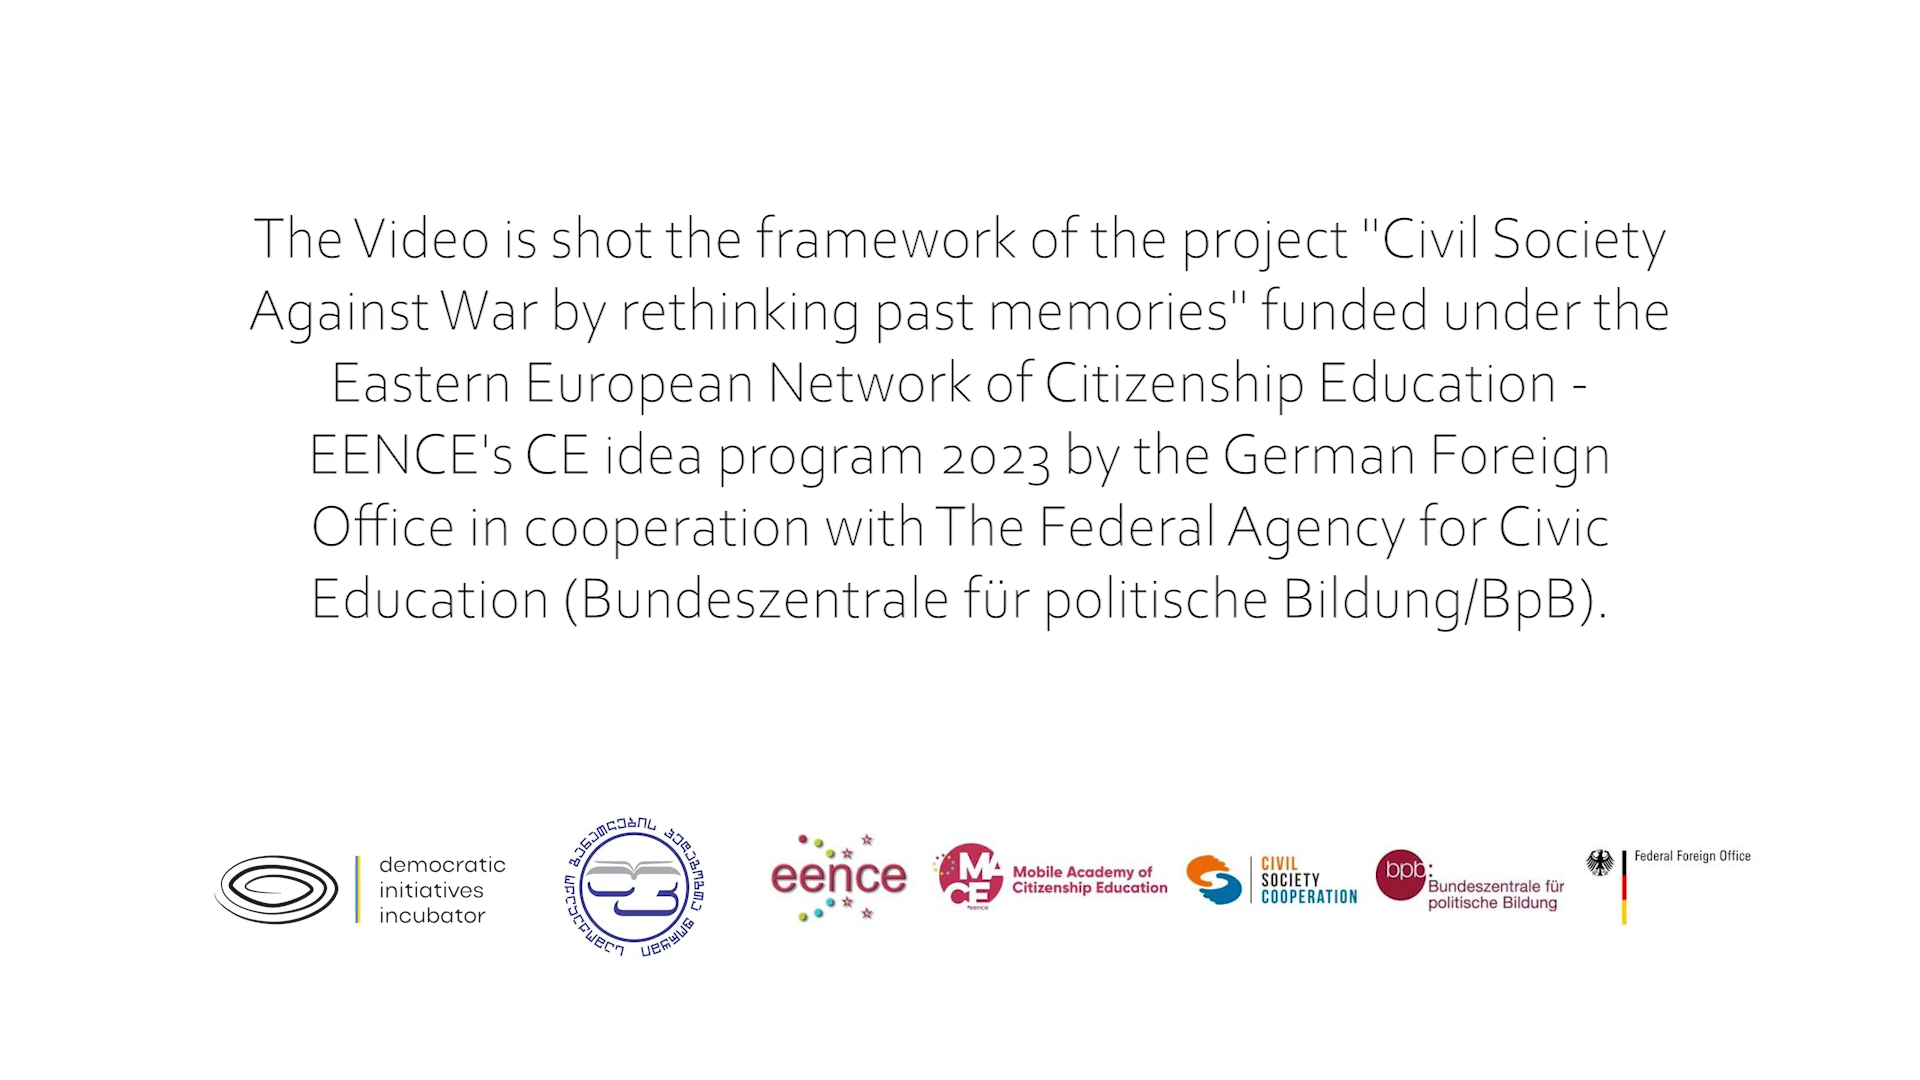 The Video is shot the framework of the project "Civil Society
Against War by rethinking past memories" funded under the
Eastern European Network of Citizenship Education -
EENCE's CE idea program 2023 by the German Foreign
Office in cooperation with The Federal Agency for Civic
Education (Bundeszentrale für politische Bildung/BpB).
democratic
initiatives
incubator
eence
MACE
eence
Mobile Academy of
Citizenship Education
CIVIL
SOCIETY
COOPERATION
bpb:
Bundeszentrale für
politische Bildung
Federal Foreign Office